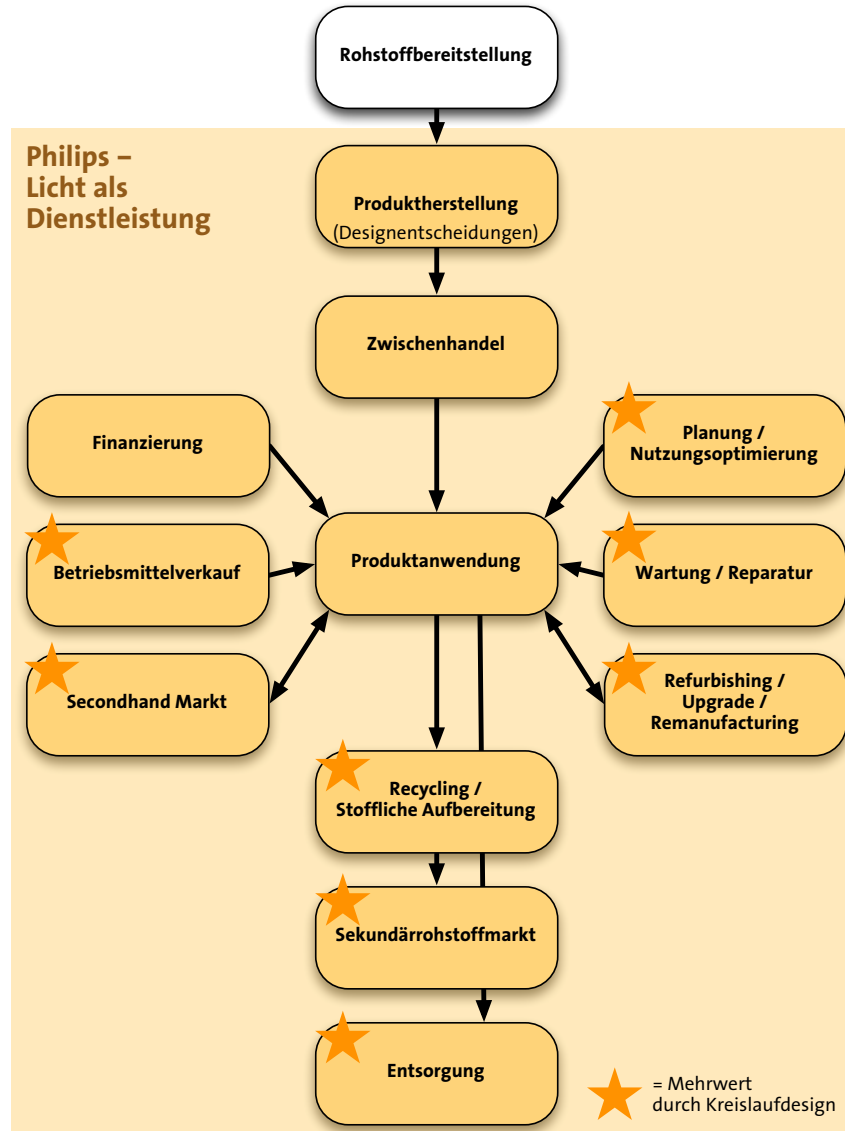 Rohstoffbereitstellung
Philips –
Licht als
Dienstleistung
Produktherstellung
(Designentscheidungen)
Zwischenhandel
Finanzierung
Planung /
Nutzungsoptimierung
Betriebsmittelverkauf
Produktanwendung
Wartung / Reparatur
Secondhand Markt
Refurbishing /
Upgrade /
Remanufacturing
Recycling /
Stoffliche Aufbereitung
Sekundärrohstoffmarkt
Entsorgung
= Mehrwert
durch Kreislaufdesign